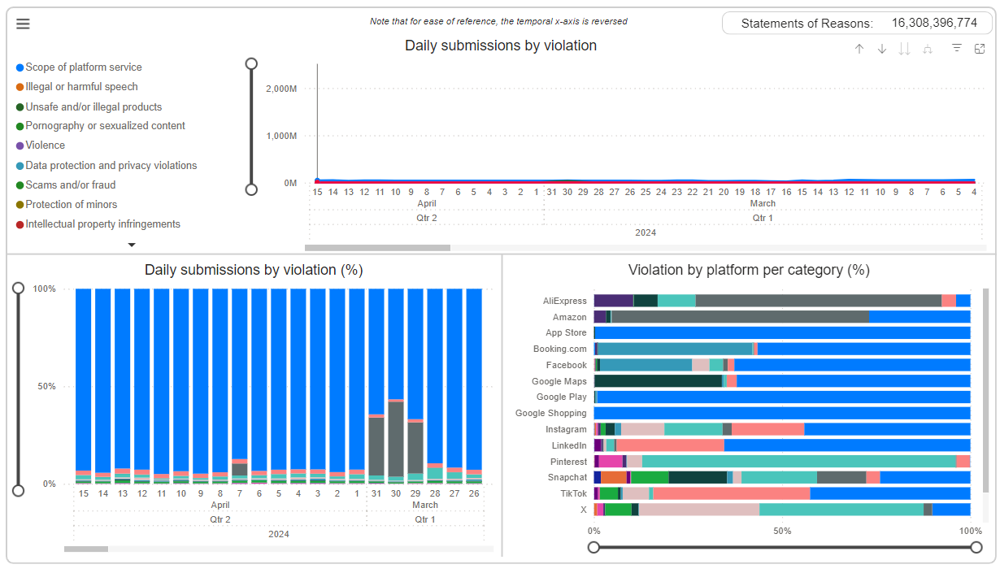 Note that for ease of reference, the temporal x-axis is reversed
Statements of Reasons: 16,308,396,774
Daily submissions by violation
Scope of platform service
Illegal or harmful speech
Unsafe and/or illegal products
Pornography or sexualized content
Violence
Data protection and privacy violations
Scams and/or fraud
Protection of minors
Intellectual property infringements
2,000M
1,000M
0M
15 14 13 12 11 10 9 8 7 6 5 4 3 2 1 31 30 29 28 27 26 25 24 23 22 21 20 19 18 17 16 15 14 13 12 11 10 9 8 7 6 5 4
April March
Qtr 2 Qtr 1
2024
Daily submissions by violation (%)
100%
50%
0%
15 14 13 12 11 10 9 8 7 6 5 4 3 2 1 31 30 29 28 27 26
April March
Qtr 2 Qtr 1
2024
Violation by platform per category (%)
AliExpress
Amazon
App Store
Booking.com
Facebook
Google Maps
Google Play
Google Shopping
Instagram
LinkedIn
Pinterest
Snapchat
TikTok
X
0% 50% 100%